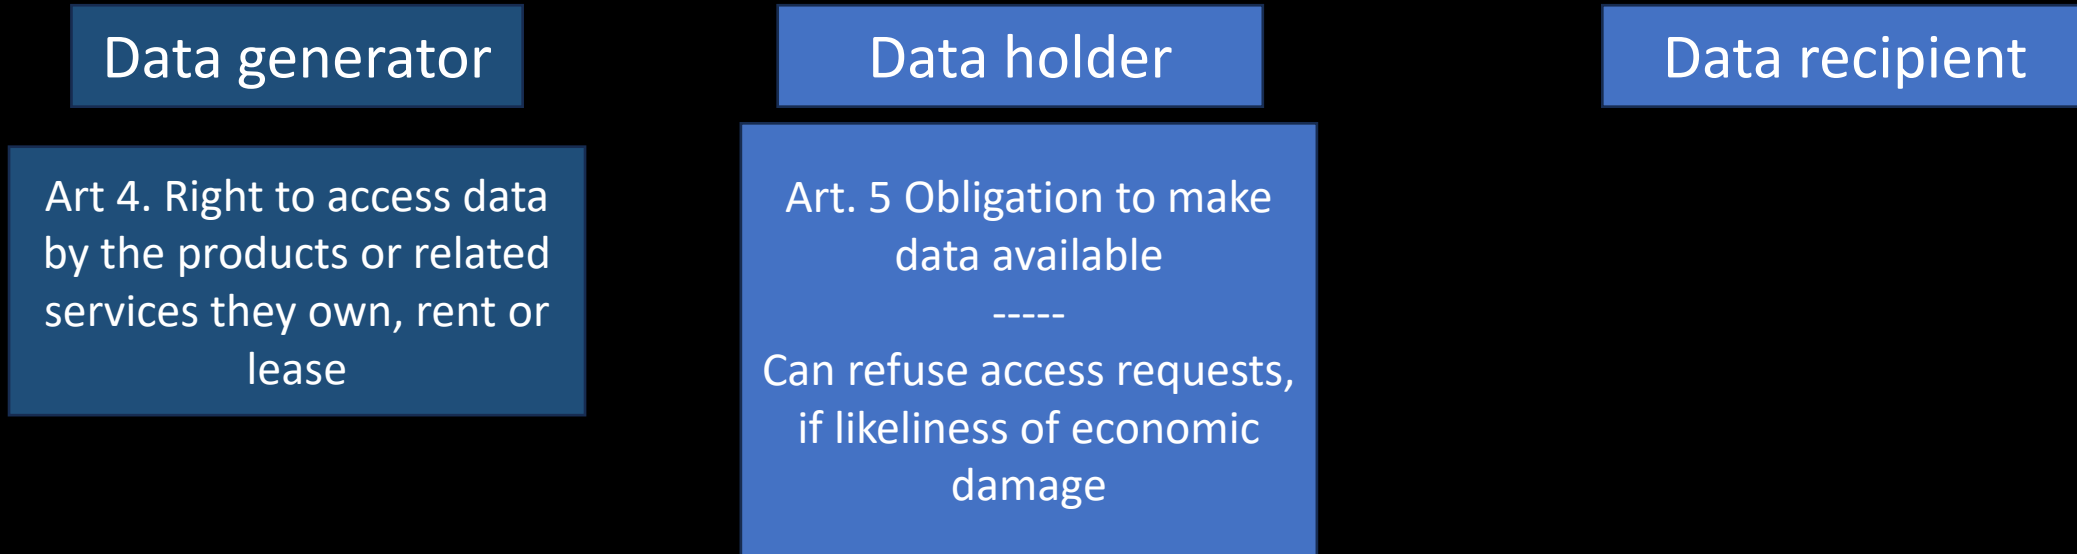 Data generator
Data holder
Data recipient
Art 4. Right to access data
by the products or related
services they own, rent or
lease
Art. 5 Obligation to make
data available
-----
Can refuse access requests,
if likeliness of economic
damage